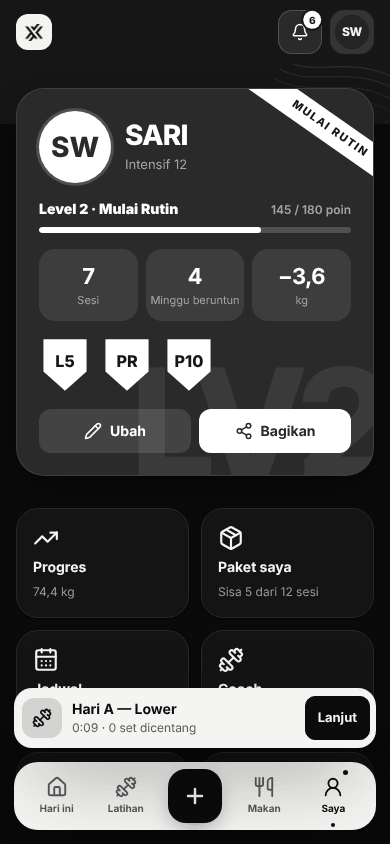 6
SW
MULAI RUTIN
SW
SARI
Intensif 12
Level 2 · Mulai Rutin
145 / 180 poin
7
Sesi
4
Minggu beruntun
−3,6
kg
L5
PR
P10
LV2
Ubah
Bagikan
Progres
74,4 kg
Paket saya
Sisa 5 dari 12 sesi
Hari A — Lower
0:09 · 0 set dicentang
Lanjut
Hari ini
Latihan
Makan
Saya